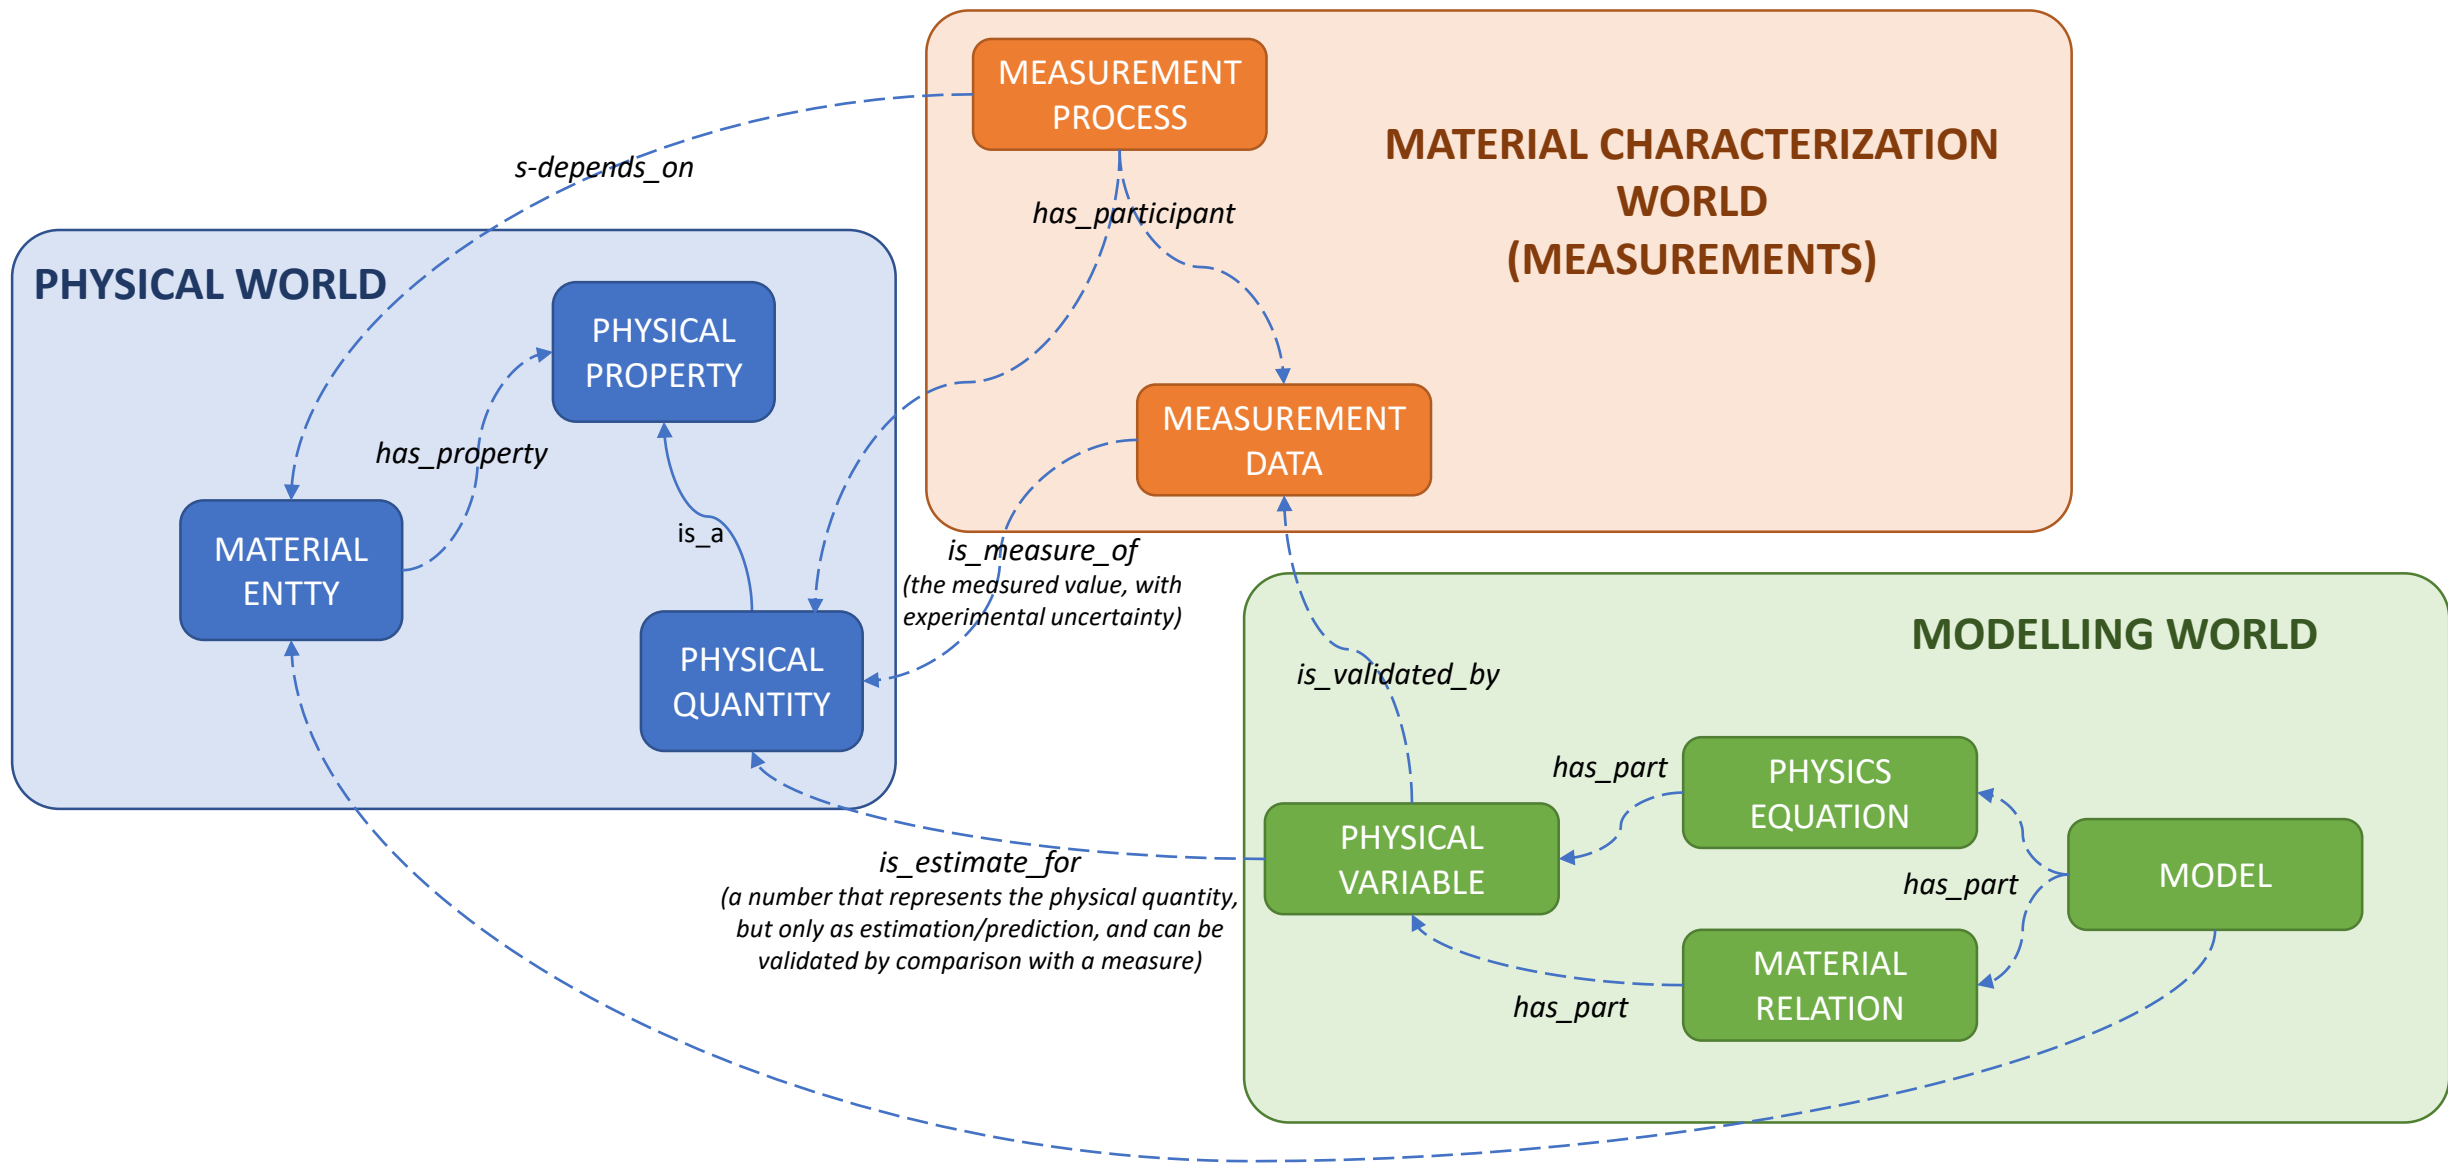 MEASUREMENT
PROCESS
MATERIAL CHARACTERIZATION
WORLD
(MEASUREMENTS)
s-depends_on
has_participant
PHYSICAL WORLD
PHYSICAL
PROPERTY
has_property
MEASUREMENT
DATA
is_a
MATERIAL
ENTTY
is_measure_of
(the measured value, with
experimental uncertainty)
PHYSICAL
QUANTITY
MODELLING WORLD
is_validated_by
has_part
PHYSICS
EQUATION
PHYSICAL
VARIABLE
is_estimate_for
(a number that represents the physical quantity,
but only as estimation/prediction, and can be
validated by comparison with a measure)
has_part
MODEL
MATERIAL
RELATION
has_part